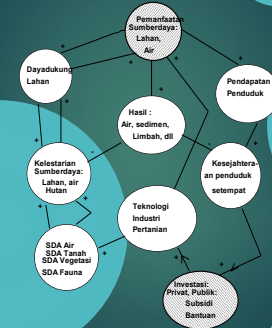 Pemanfaatan
Sumberdaya:
Lahan,
Air
Dayadukung
Lahan
Pendapatan
Penduduk
Hasil :
Air, sedimen,
Limbah, dll
Kelestarian
Sumberdaya:
Lahan, air
Hutan
Kesejahtera-
an penduduk
setempat
Teknologi
Industri
Pertanian
SDA Air
SDA Tanah
SDA Vegetasi
SDA Fauna
Investasi:
Privat, Publik:
Subsidi
Bantuan